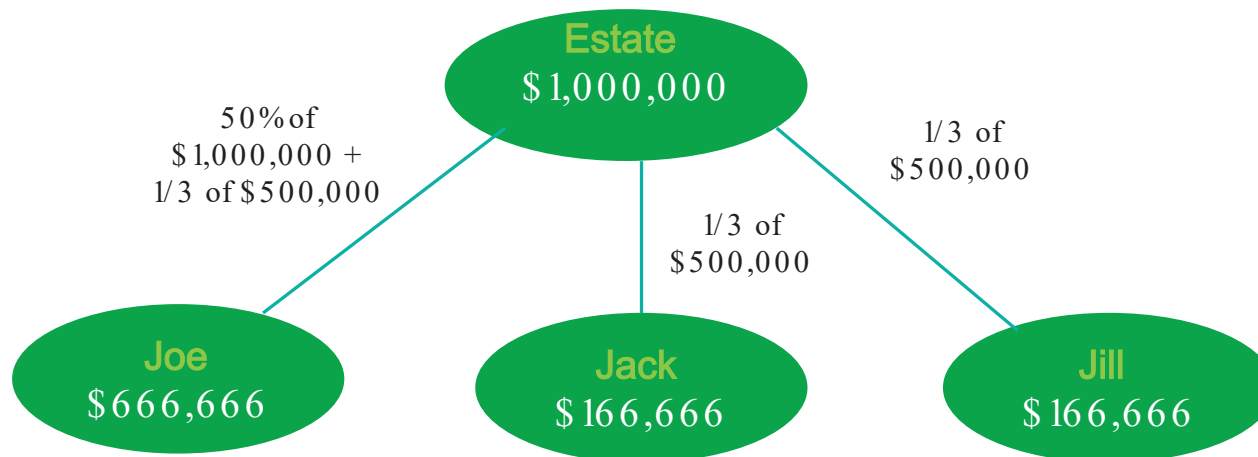 Estate
$1,000,000
50% of
$1,000,000 +
1/3 of $500,000
1/3 of
$500,000
1/3 of
$500,000
Joe
$666,666
Jack
$166,666
Jill
$166,666